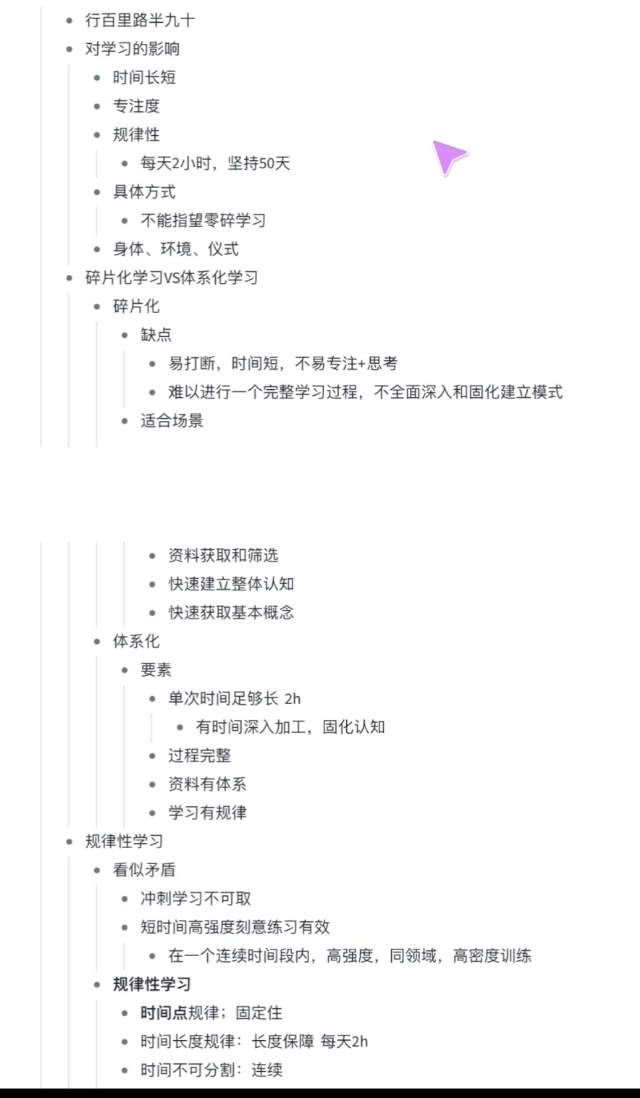 行百里路半九十
对学习的影响
时间长短
专注度
规律性
每天2小时，坚持50天
具体方式
不能指望零碎学习
身体、环境、仪式
碎片化学习VS体系化学习
碎片化
缺点
易打断，时间短，不易专注+思考
难以进行一个完整学习过程，不全面深入和固化建立模式
适合场景
资料获取和筛选
快速建立整体认知
快速获取基本概念
体系化
要素
单次时间足够长 2h
有时间深入加工，固化认知
过程完整
资料有体系
学习有规律
规律性学习
看似矛盾
冲刺学习不可取
短时间高强度刻意练习有效
在一个连续时间段内，高强度，同领域，高密度训练
规律性学习
时间点规律；固定住
时间长度规律：长度保障 每天2h
时间不可分割：连续